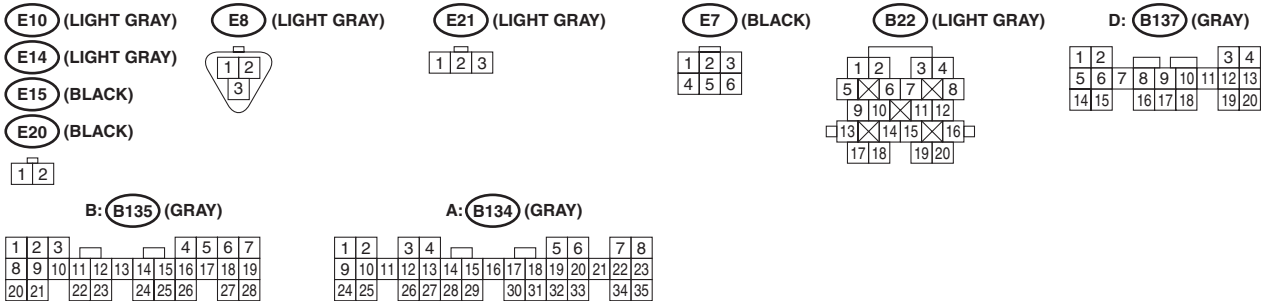 E10 (LIGHT GRAY) E8 (LIGHT GRAY) E21 (LIGHT GRAY) E7 (BLACK) B22 (LIGHT GRAY) D: B137 (GRAY)
E14 (LIGHT GRAY)
E15 (BLACK)
E20 (BLACK)
1 2
1 2
3
1 2 3
1 2 3
4 5 6
1 2 3 4
5 6 7 8
9 10 11 12
13 14 15 16
17 18 19 20
1 2 3 4
5 6 7 8 9 10 11 12 13
14 15 16 17 18 19 20
B: B135 (GRAY) A: B134 (GRAY)
1 2 3 4 5 6 7
8 9 10 11 12 13 14 15 16 17 18 19
20 21 22 23 24 25 26 27 28
1 2 3 4 5 6 7 8
9 10 11 12 13 14 15 16 17 18 19 20 21 22 23
24 25 26 27 28 29 30 31 32 33 34 35